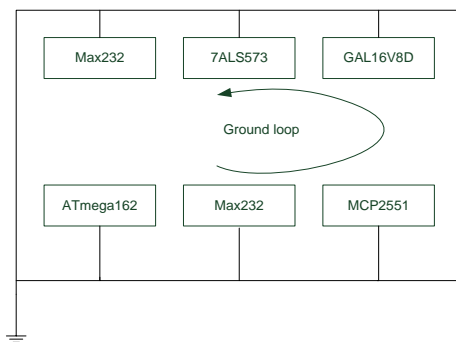 Max232
7ALS573
GAL16V8D
Ground loop
ATmega162
Max232
MCP2551